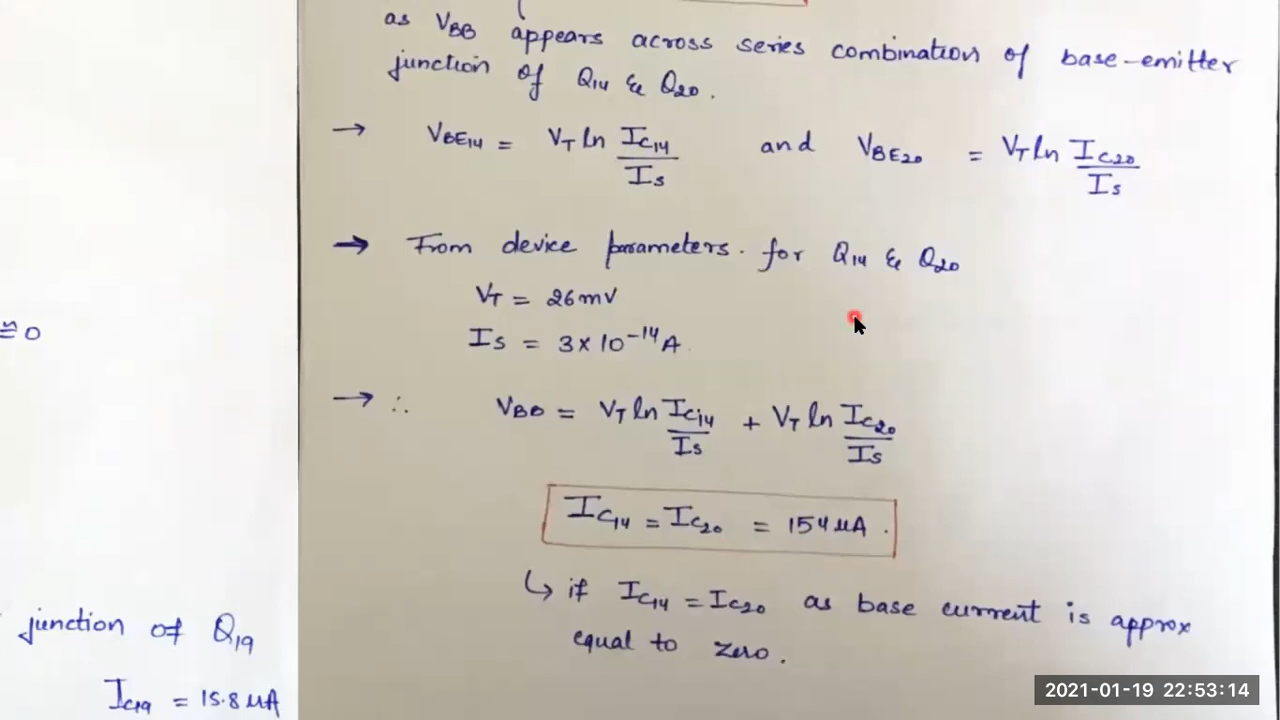 as VBB appears across series combination of base-emitter
junction of Q14 & Q20.
→ VBE14 = VT ln IC14/IS and VBE20 = VT ln IC20/IS
→ From device parameters. for Q14 & Q20
VT = 26mV
IS = 3 x 10^-14 A
→ ∴ VBB = VT ln IC14/IS + VT ln IC20/IS
IC14 = IC20 = 154 μA.
↳ if IC14 = IC20 as base current is approx
equal to zero.
≅ 0
junction of Q19
IC19 = 15.8 μA
2021-01-19 22:53:14